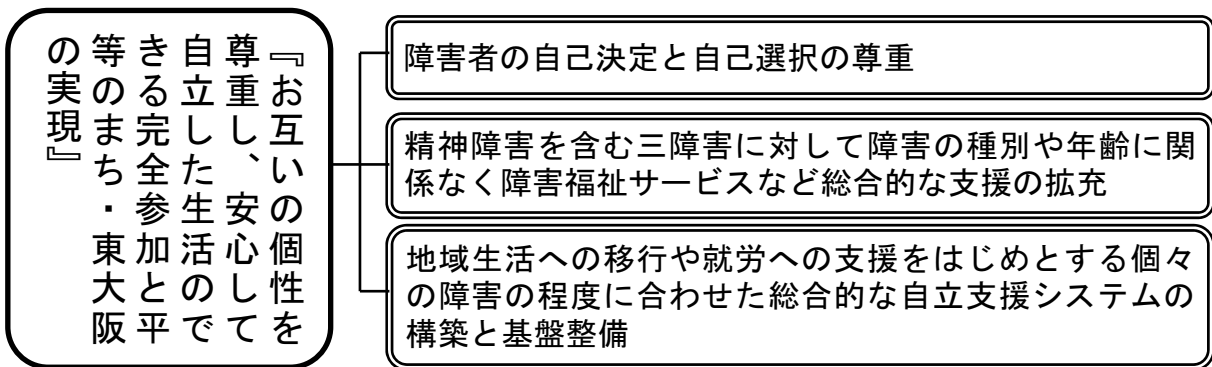 『お互いの個性を
尊重し、安心して
自立した生活ので
きる完全参加と平
等のまち・東大阪
の実現』
障害者の自己決定と自己選択の尊重
精神障害を含む三障害に対して障害の種別や年齢に関
係なく障害福祉サービスなど総合的な支援の拡充
地域生活への移行や就労への支援をはじめとする個々
の障害の程度に合わせた総合的な自立支援システムの
構築と基盤整備